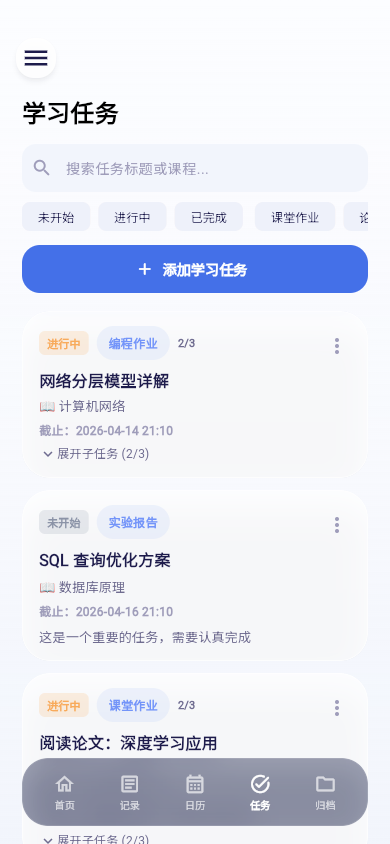 学习任务
搜索任务标题或课程...
未开始 进行中 已完成 课堂作业
+ 添加学习任务
进行中 编程作业 2/3
网络分层模型详解
计算机网络
截止：2026-04-14 21:10
展开子任务 (2/3)
未开始 实验报告
SQL 查询优化方案
数据库原理
截止：2026-04-16 21:10
这是一个重要的任务，需要认真完成
进行中 课堂作业 2/3
阅读论文：深度学习应用
首页 记录 日历 任务 归档
展开子任务 (2/3)